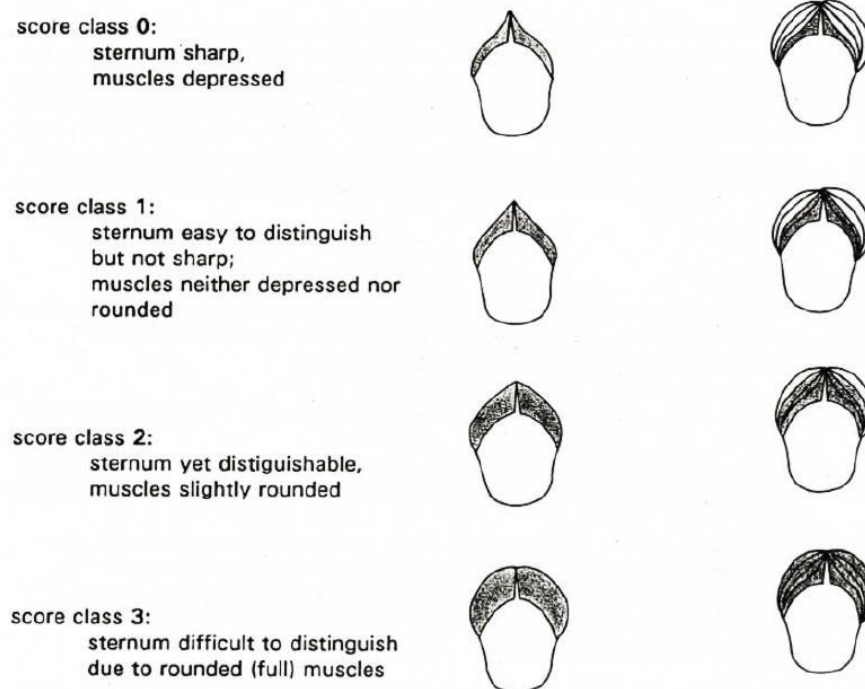 score class 0:
sternum sharp,
muscles depressed
score class 1:
sternum easy to distinguish
but not sharp;
muscles neither depressed nor
rounded
score class 2:
sternum yet distiguishable,
muscles slightly rounded
score class 3:
sternum difficult to distinguish
due to rounded (full) muscles